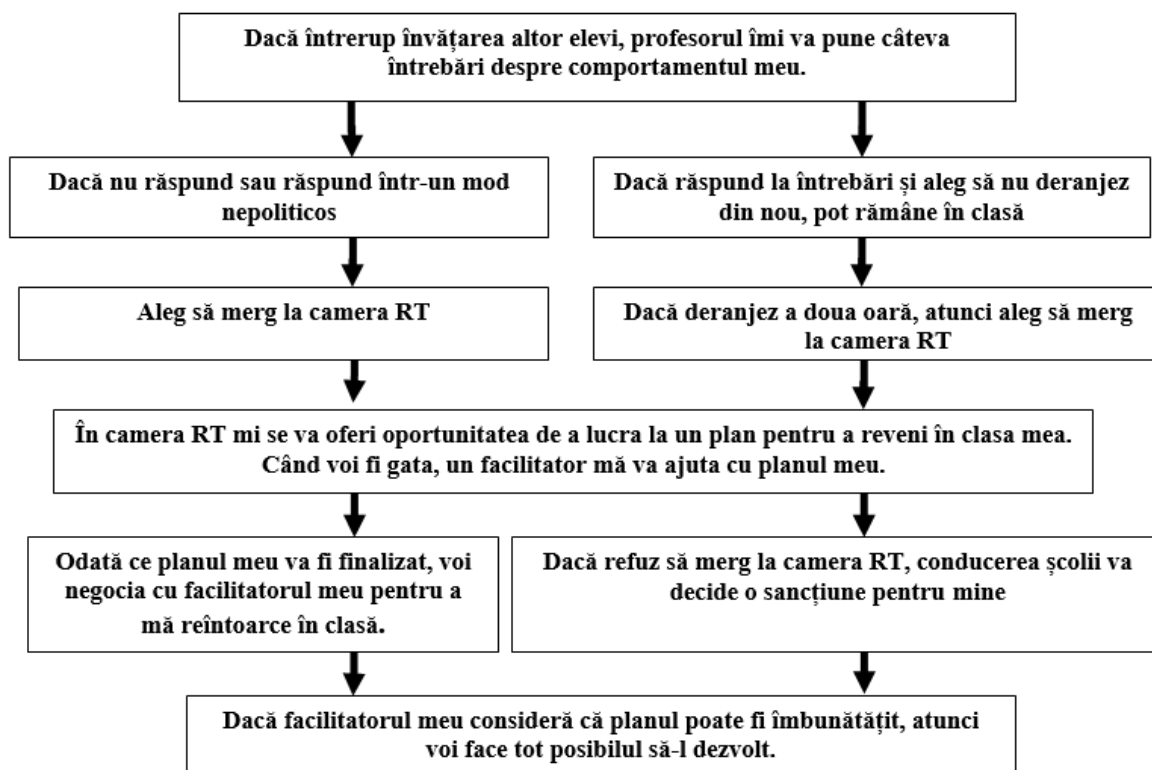 Dacă întrerup învățarea altor elevi, profesorul îmi va pune câteva
întrebări despre comportamentul meu.
Dacă nu răspund sau răspund într-un mod
nepoliticos
Dacă răspund la întrebări și aleg să nu deranjez
din nou, pot rămâne în clasă
Aleg să merg la camera RT
Dacă deranjez a doua oară, atunci aleg să merg
la camera RT
În camera RT mi se va oferi oportunitatea de a lucra la un plan pentru a reveni în clasa mea.
Când voi fi gata, un facilitator mă va ajuta cu planul meu.
Odată ce planul meu va fi finalizat, voi
negocia cu facilitatorul meu pentru a
mă reîntoarce în clasă.
Dacă refuz să merg la camera RT, conducerea școlii va
decide o sancțiune pentru mine
Dacă facilitatorul meu consideră că planul poate fi îmbunătățit, atunci
voi face tot posibilul să-l dezvolt.